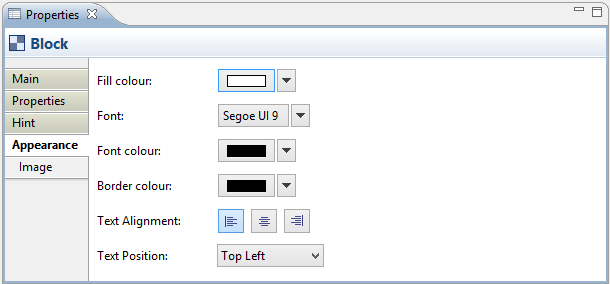 Properties
Block
Main
Properties
Hint
Appearance
Image
Fill colour:
Font: Segoe UI 9
Font colour:
Border colour:
Text Alignment:
Text Position: Top Left